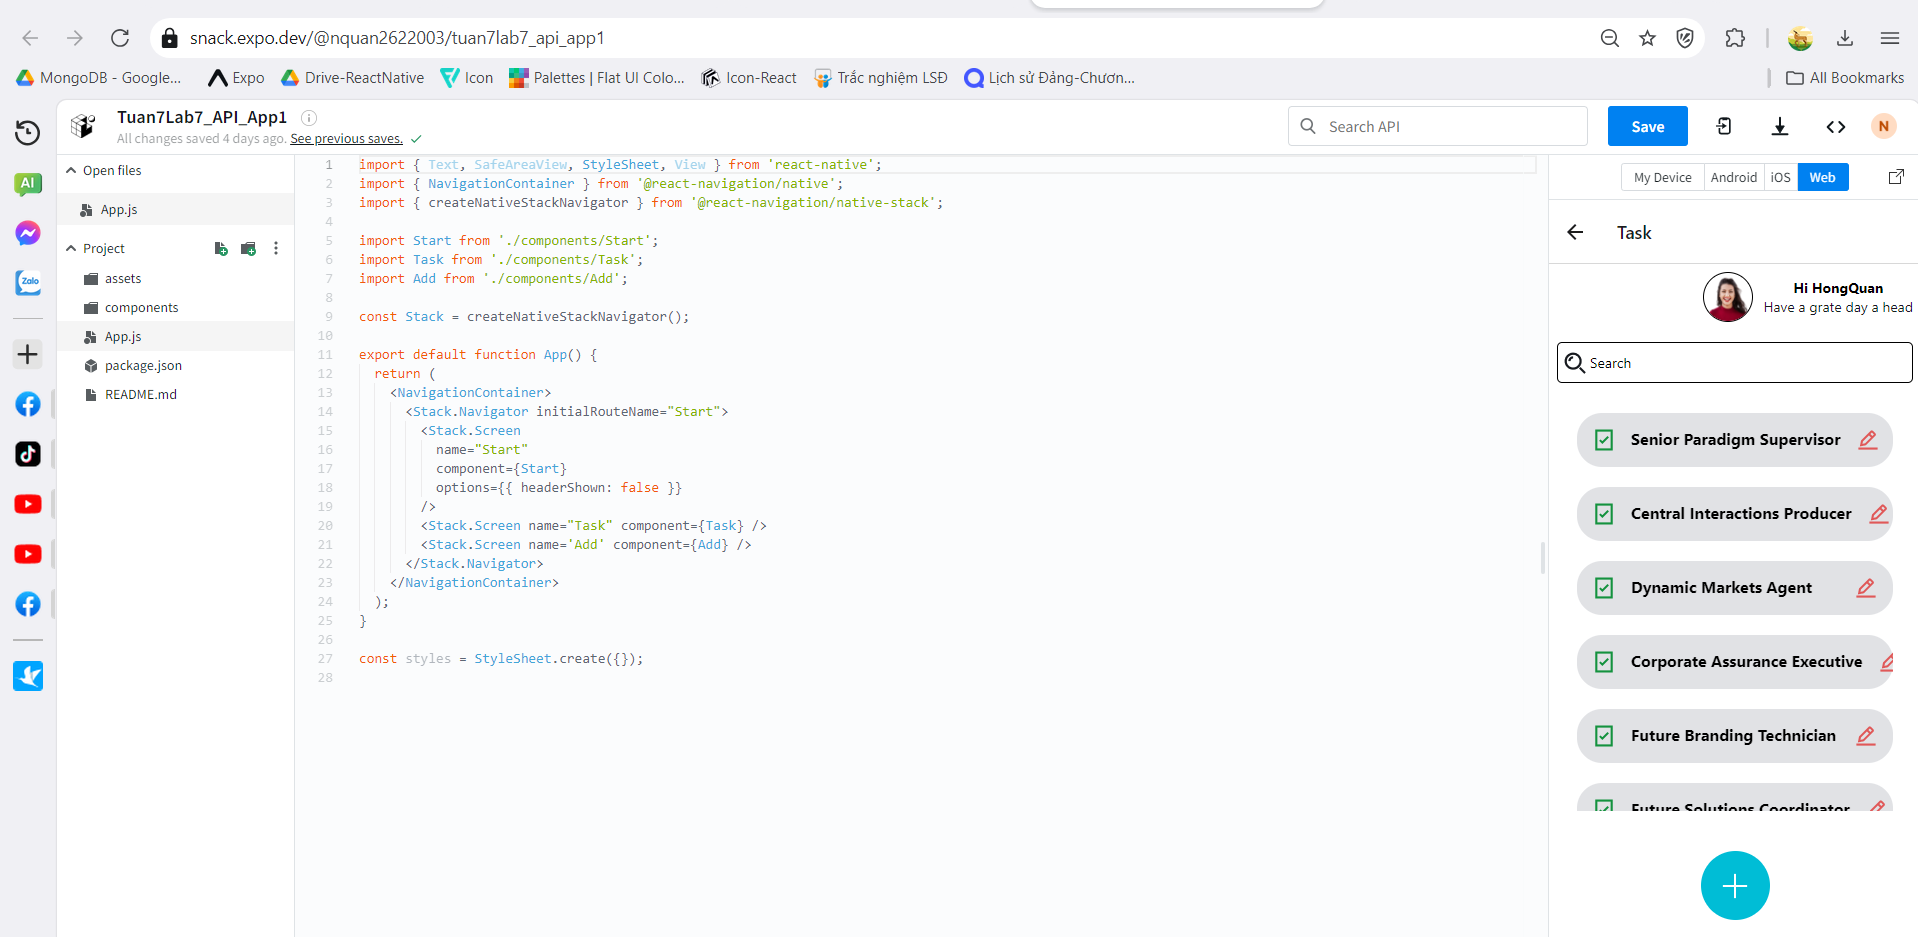 snack.expo.dev/@nquan2622003/tuan7lab7_api_app1
MongoDB - Google... Expo Drive-ReactNative Icon Palettes | Flat UI Colo... Icon-React Trắc nghiệm LSĐ Lịch sử Đảng-Chươn... All Bookmarks
Tuan7Lab7_API_App1
All changes saved 4 days ago. See previous saves.
Search API
Save
N
AI
Zalo
Open files
App.js
Project
assets
components
App.js
package.json
README.md
1 import { Text, SafeAreaView, StyleSheet, View } from 'react-native';
2 import { NavigationContainer } from '@react-navigation/native';
3 import { createNativeStackNavigator } from '@react-navigation/native-stack';
4
5 import Start from './components/Start';
6 import Task from './components/Task';
7 import Add from './components/Add';
8
9 const Stack = createNativeStackNavigator();
10
11 export default function App() {
12 return (
13 <NavigationContainer>
14 <Stack.Navigator initialRouteName="Start">
15 <Stack.Screen
16 name="Start"
17 component={Start}
18 options={{ headerShown: false }}
19 />
20 <Stack.Screen name="Task" component={Task} />
21 <Stack.Screen name='Add' component={Add} />
22 </Stack.Navigator>
23 </NavigationContainer>
24 );
25 }
26
27 const styles = StyleSheet.create({});
28
My Device Android iOS Web
Task
Hi HongQuan
Have a grate day a head
Search
Senior Paradigm Supervisor
Central Interactions Producer
Dynamic Markets Agent
Corporate Assurance Executive
Future Branding Technician
Future Solutions Coordinator